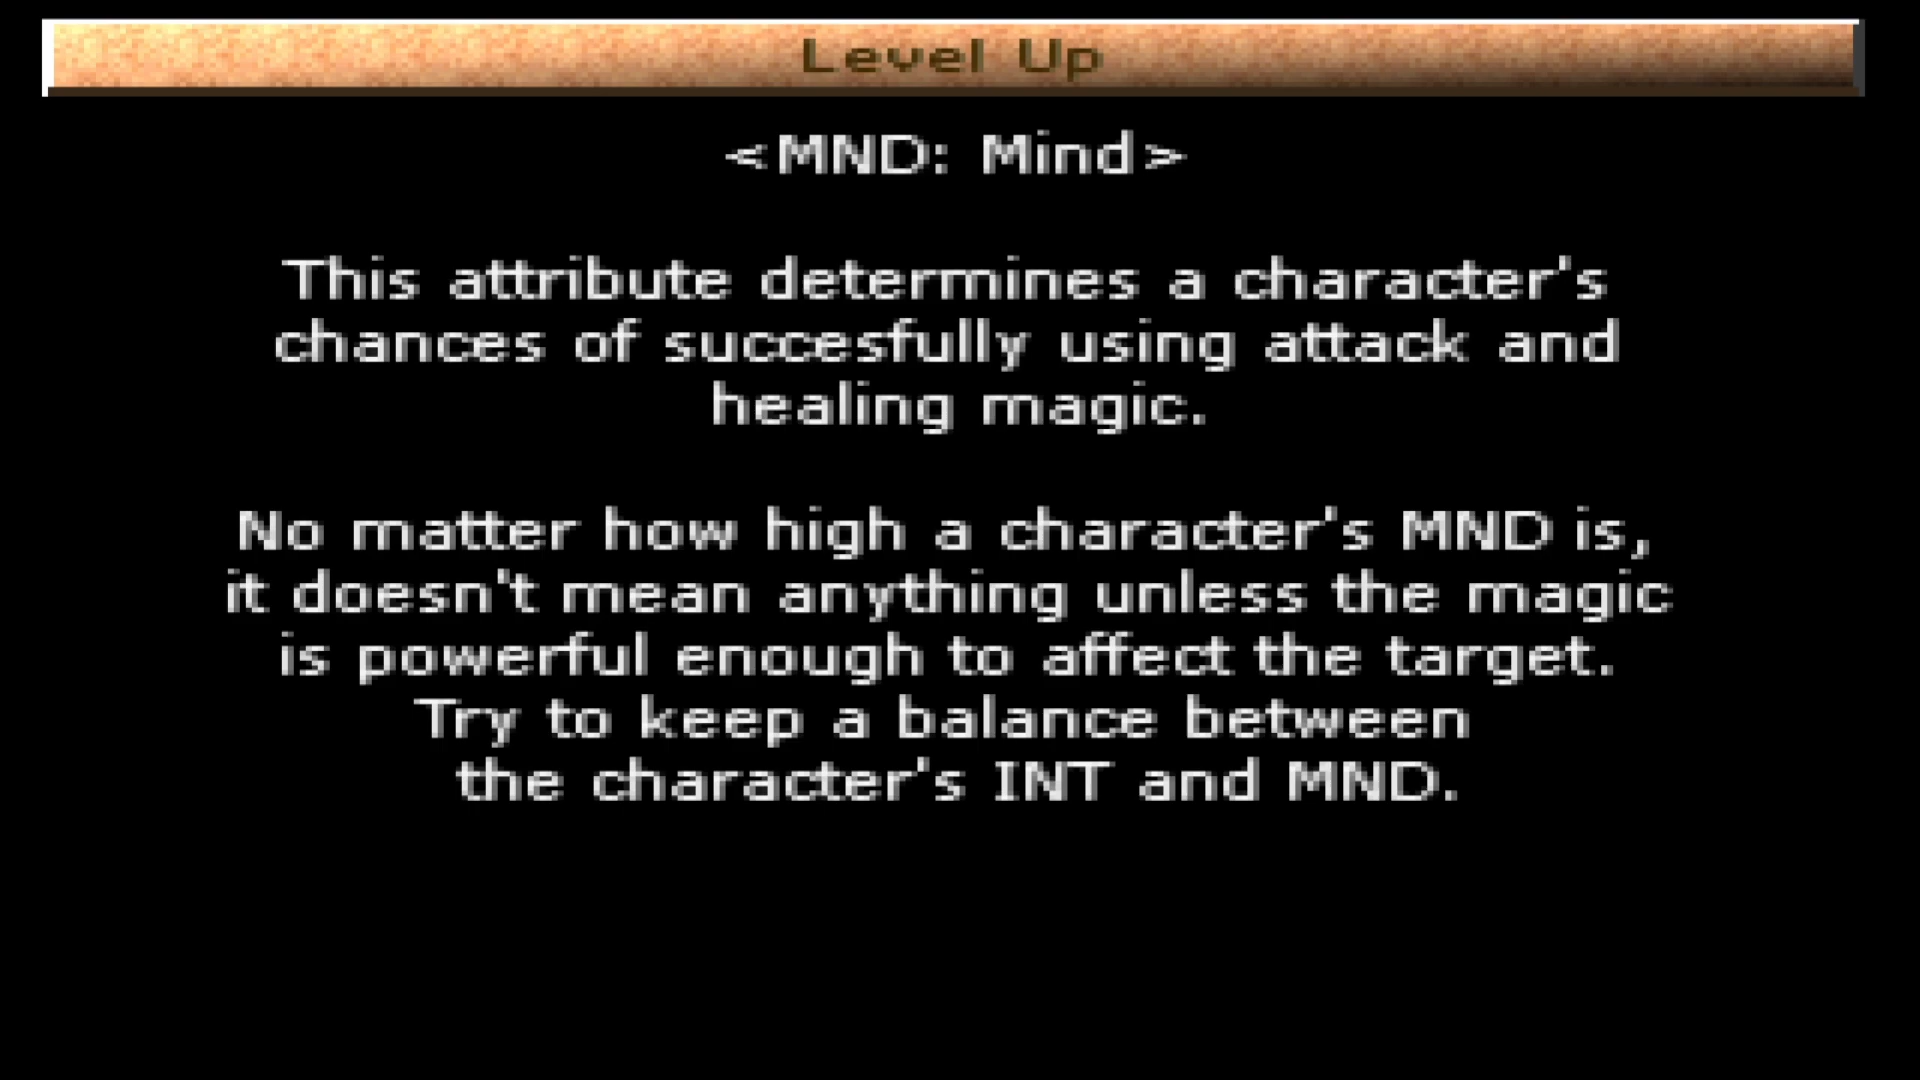 Level Up
<MND: Mind>
This attribute determines a character's
chances of succesfully using attack and
healing magic.
No matter how high a character's MND is,
it doesn't mean anything unless the magic
is powerful enough to affect the target.
Try to keep a balance between
the character's INT and MND.